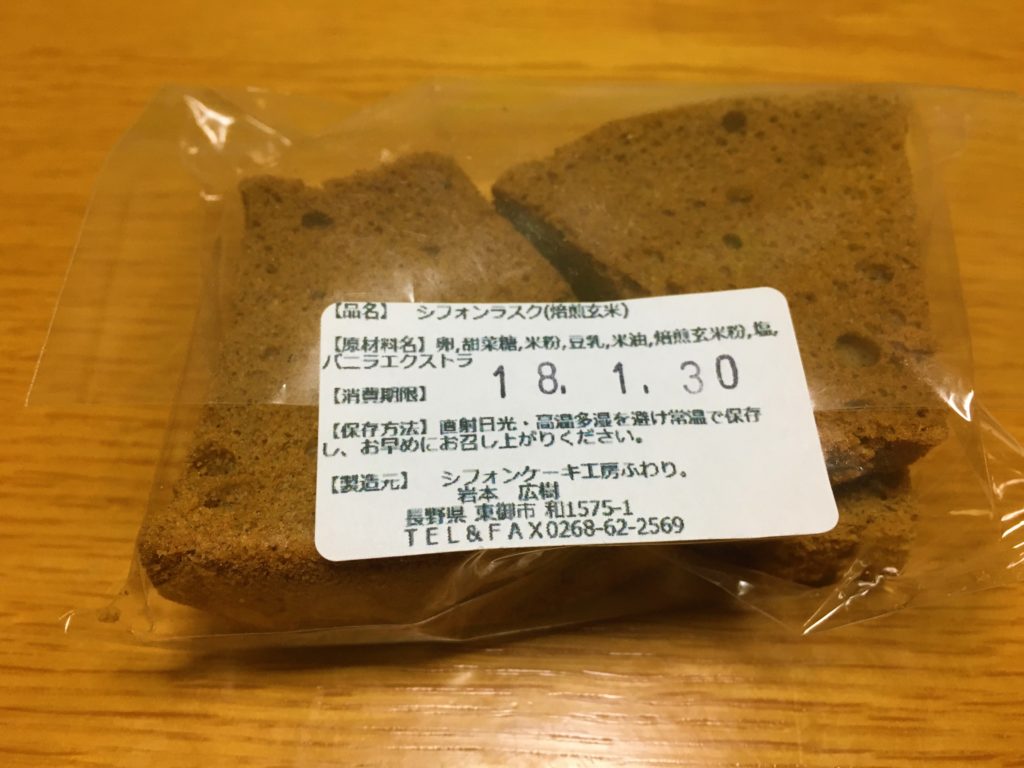 【品名】 シフォンラスク(焙煎玄米)
【原材料名】卵,甜菜糖,米粉,豆乳,米油,焙煎玄米粉,塩,
バニラエクストラ
【消費期限】 18. 1. 30
【保存方法】直射日光・高温多湿を避け常温で保存
し、お早めにお召し上がりください。
【製造元】 シフォンケーキ工房ふわり。
岩本 広樹
長野県 東御市 和1575-1
TEL&FAX0268-62-2569